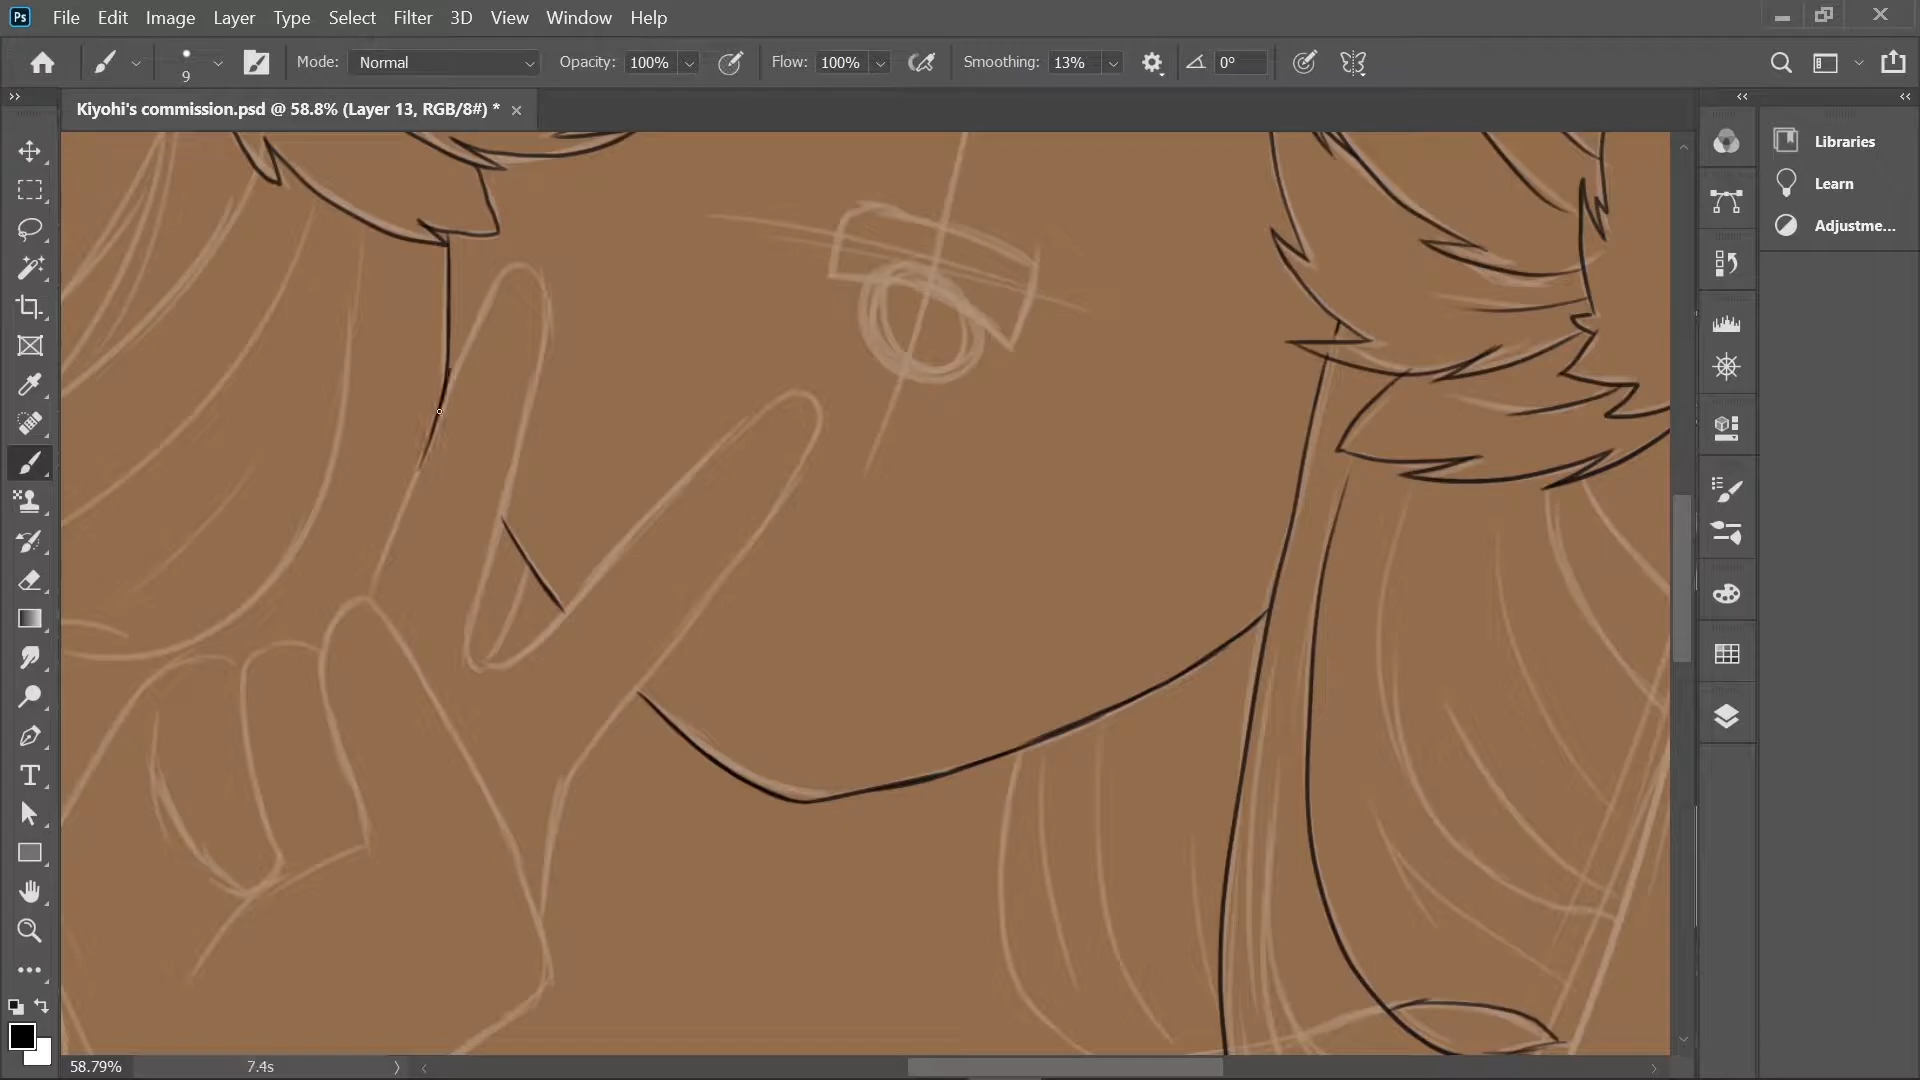 Ps File Edit Image Layer Type Select Filter 3D View Window Help
9 Mode: Normal Opacity: 100% Flow: 100% Smoothing: 13% 0°
Kiyohi's commission.psd @ 58.8% (Layer 13, RGB/8#) *
Libraries
Learn
Adjustme...
58.79% 7.4s